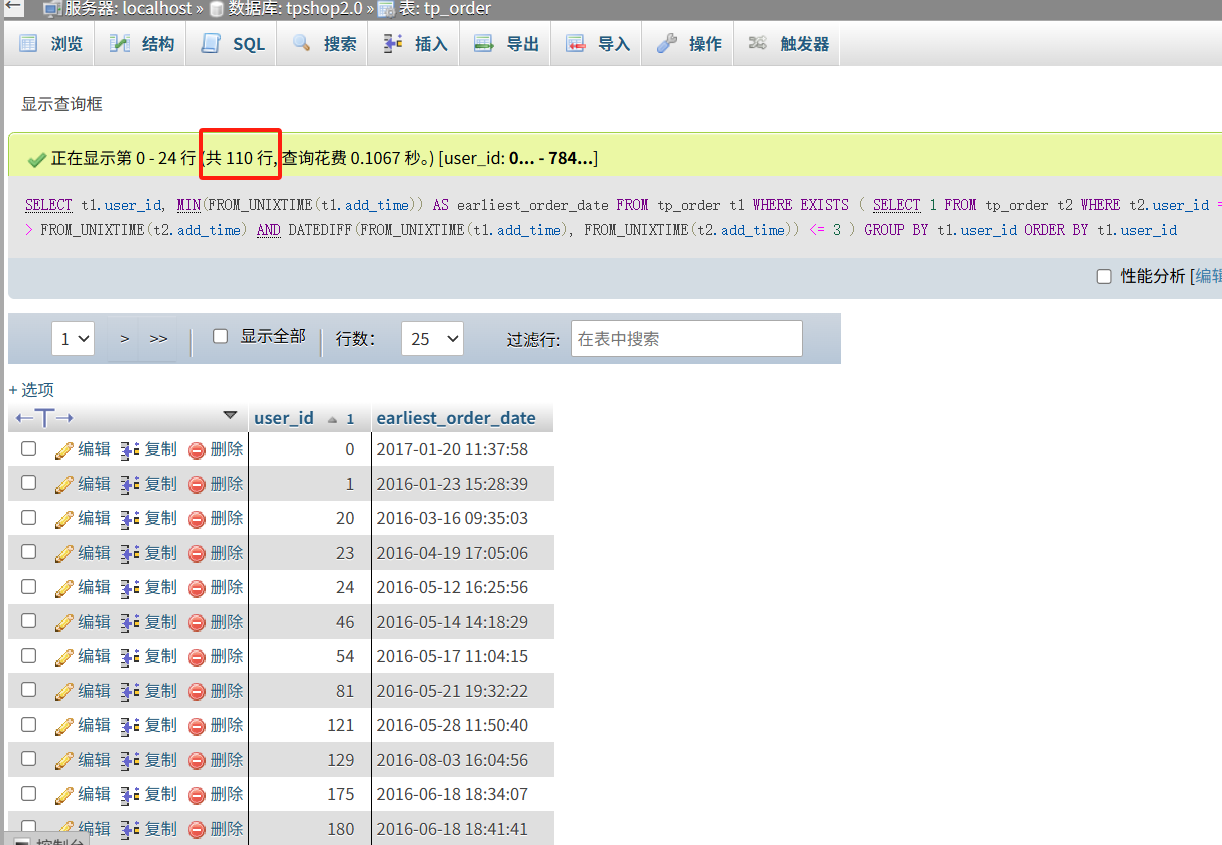 服务器: localhost » 数据库: tpshop2.0 » 表: tp_order
浏览 结构 SQL 搜索 插入 导出 导入 操作 触发器
显示查询框
正在显示第 0 - 24 行 (共 110 行, 查询花费 0.1067 秒。) [user_id: 0... - 784...]
SELECT t1.user_id, MIN(FROM_UNIXTIME(t1.add_time)) AS earliest_order_date FROM tp_order t1 WHERE EXISTS ( SELECT 1 FROM tp_order t2 WHERE t2.user_id =
> FROM_UNIXTIME(t2.add_time) AND DATEDIFF(FROM_UNIXTIME(t1.add_time), FROM_UNIXTIME(t2.add_time)) <= 3 ) GROUP BY t1.user_id ORDER BY t1.user_id
性能分析 [编辑
1 > >> 显示全部 行数: 25 过滤行: 在表中搜索
+ 选项
←T→ user_id 1 earliest_order_date
编辑 复制 删除 0 2017-01-20 11:37:58
编辑 复制 删除 1 2016-01-23 15:28:39
编辑 复制 删除 20 2016-03-16 09:35:03
编辑 复制 删除 23 2016-04-19 17:05:06
编辑 复制 删除 24 2016-05-12 16:25:56
编辑 复制 删除 46 2016-05-14 14:18:29
编辑 复制 删除 54 2016-05-17 11:04:15
编辑 复制 删除 81 2016-05-21 19:32:22
编辑 复制 删除 121 2016-05-28 11:50:40
编辑 复制 删除 129 2016-08-03 16:04:56
编辑 复制 删除 175 2016-06-18 18:34:07
编辑 复制 删除 180 2016-06-18 18:41:41
控制台